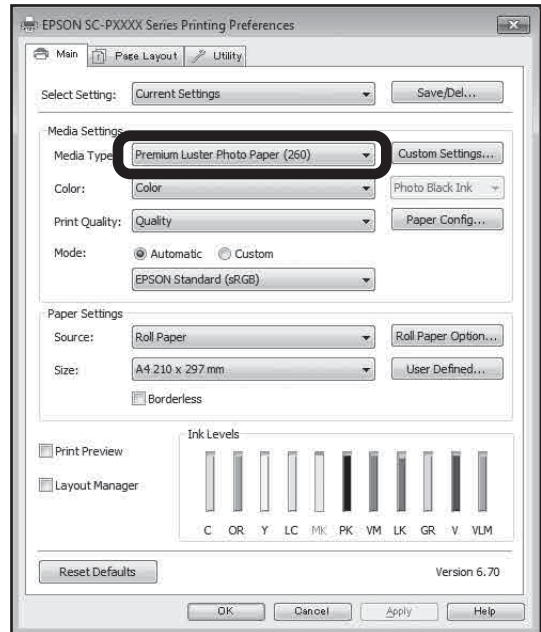 EPSON SC-PXXXX Series Printing Preferences
Main Page Layout Utility
Select Setting: Current Settings Save/Del...
Media Settings
Media Type Premium Luster Photo Paper (260) Custom Settings...
Color: Color Photo Black Ink
Print Quality: Quality Paper Config...
Mode: Automatic Custom
EPSON Standard (sRGB)
Paper Settings
Source: Roll Paper Roll Paper Option...
Size: A4 210 x 297 mm User Defined...
Borderless
Ink Levels
Print Preview
Layout Manager
C OR Y LC MK PK VM LK GR V VLM
Reset Defaults Version 6.70
OK Cancel Apply Help